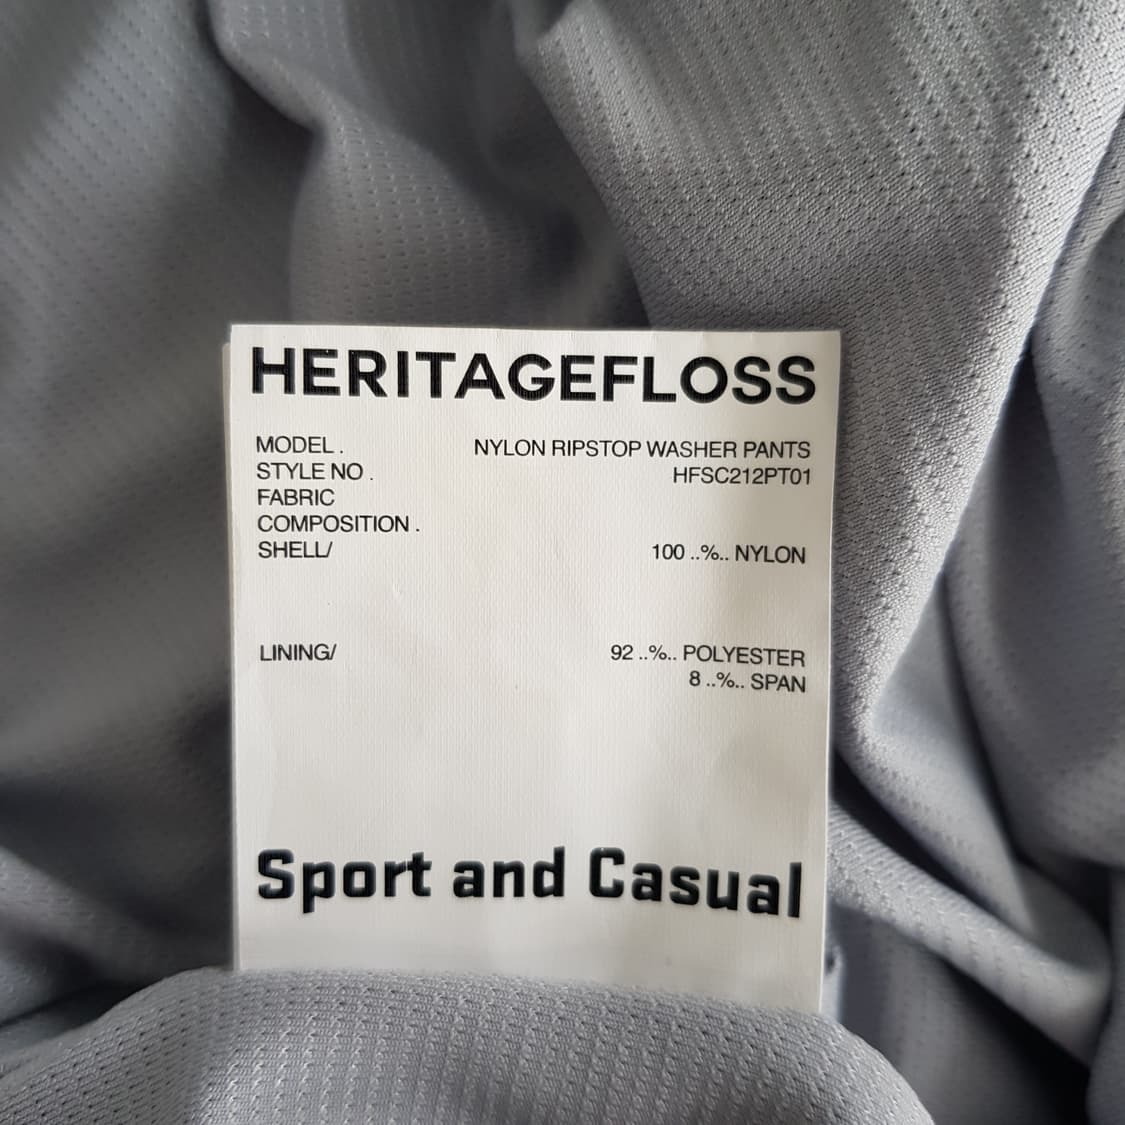 HERITAGEFLOSS
MODEL . NYLON RIPSTOP WASHER PANTS
STYLE NO . HFSC212PT01
FABRIC
COMPOSITION .
SHELL/ 100 ..%.. NYLON
LINING/ 92 ..%.. POLYESTER
8 ..%.. SPAN
Sport and Casual